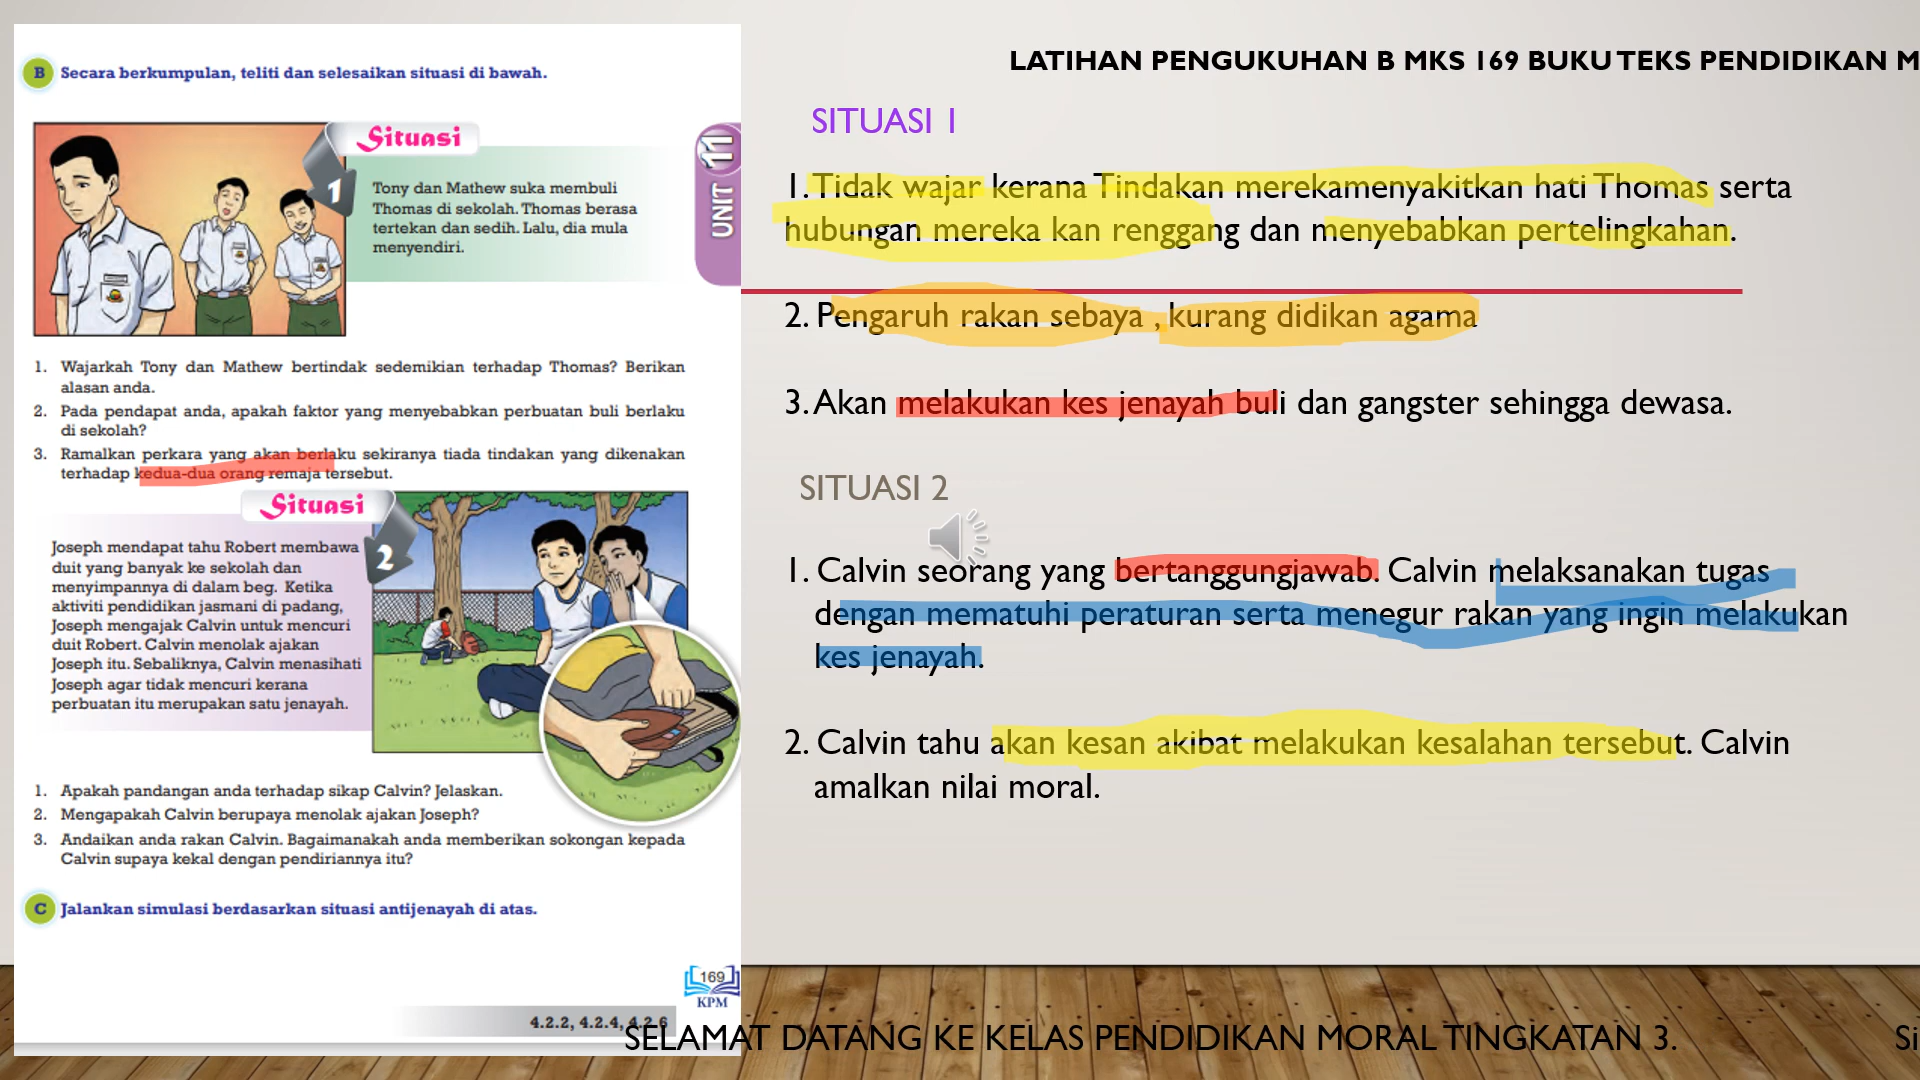 B Secara berkumpulan, teliti dan selesaikan situasi di bawah.
Situasi
1
Tony dan Mathew suka membuli
Thomas di sekolah. Thomas berasa
tertekan dan sedih. Lalu, dia mula
menyendiri.
UNIT 11
1. Wajarkah Tony dan Mathew bertindak sedemikian terhadap Thomas? Berikan
alasan anda.
2. Pada pendapat anda, apakah faktor yang menyebabkan perbuatan buli berlaku
di sekolah?
3. Ramalkan perkara yang akan berlaku sekiranya tiada tindakan yang dikenakan
terhadap kedua-dua orang remaja tersebut.
Situasi
2
Joseph mendapat tahu Robert membawa
duit yang banyak ke sekolah dan
menyimpannya di dalam beg. Ketika
aktiviti pendidikan jasmani di padang,
Joseph mengajak Calvin untuk mencuri
duit Robert. Calvin menolak ajakan
Joseph itu. Sebaliknya, Calvin menasihati
Joseph agar tidak mencuri kerana
perbuatan itu merupakan satu jenayah.
1. Apakah pandangan anda terhadap sikap Calvin? Jelaskan.
2. Mengapakah Calvin berupaya menolak ajakan Joseph?
3. Andaikan anda rakan Calvin. Bagaimanakah anda memberikan sokongan kepada
Calvin supaya kekal dengan pendiriannya itu?
C Jalankan simulasi berdasarkan situasi antijenayah di atas.
169
KPM
4.2.2, 4.2.4, 4.2.6
LATIHAN PENGUKUHAN B MKS 169 BUKU TEKS PENDIDIKAN M
SITUASI 1
1. Tidak wajar kerana Tindakan merekamenyakitkan hati Thomas serta
hubungan mereka kan renggang dan menyebabkan pertelingkahan.
2. Pengaruh rakan sebaya , kurang didikan agama
3. Akan melakukan kes jenayah buli dan gangster sehingga dewasa.
SITUASI 2
1. Calvin seorang yang bertanggungjawab. Calvin melaksanakan tugas
dengan mematuhi peraturan serta menegur rakan yang ingin melakukan
kes jenayah.
2. Calvin tahu akan kesan akibat melakukan kesalahan tersebut. Calvin
amalkan nilai moral.
SELAMAT DATANG KE KELAS PENDIDIKAN MORAL TINGKATAN 3. Si